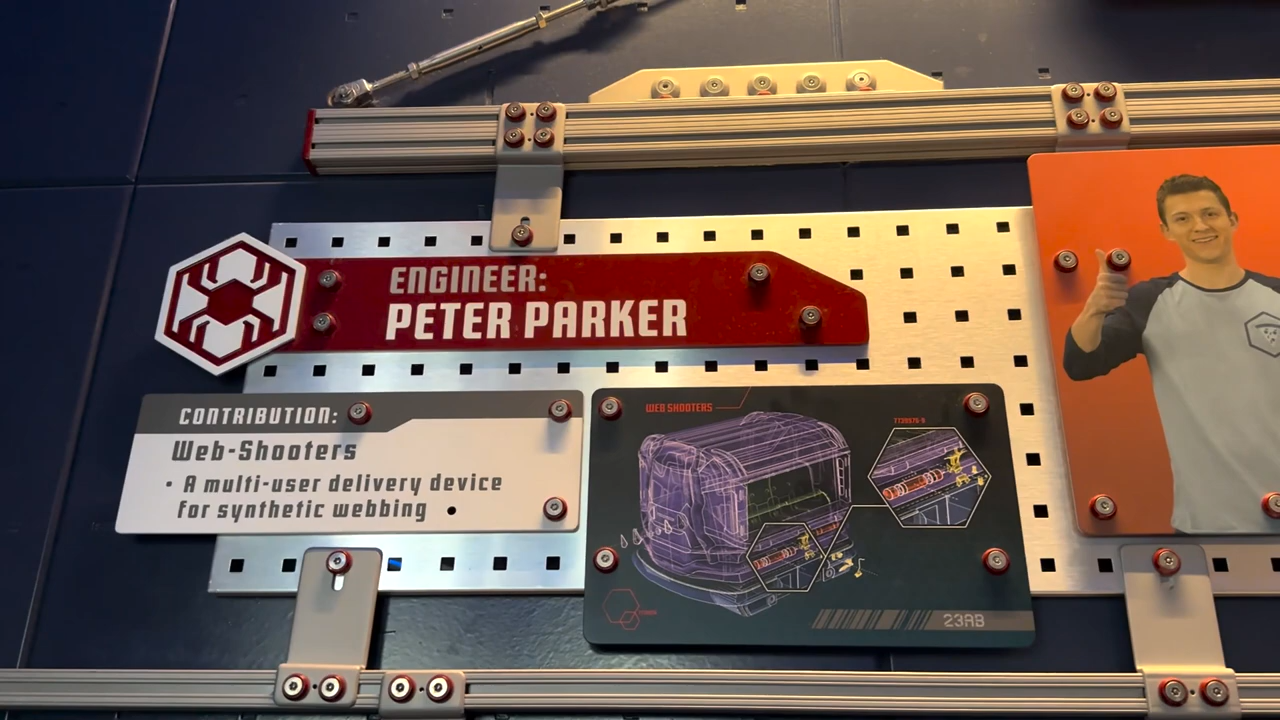 ENGINEER:
PETER PARKER
CONTRIBUTION:
Web-Shooters
• A multi-user delivery device
for synthetic webbing
WEB SHOOTERS
23AB